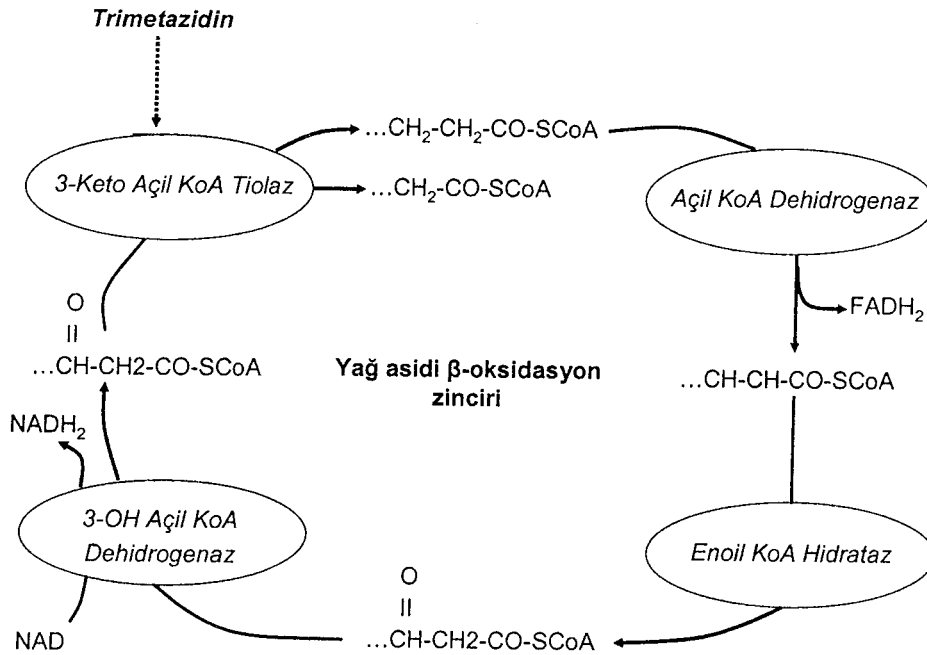 Trimetazidin
3-Keto Açil KoA Tiolaz
...CH₂-CH₂-CO-SCoA
...CH₂-CO-SCoA
Açil KoA Dehidrogenaz
FADH₂
...CH-CH-CO-SCoA
Enoil KoA Hidrataz
O
||
...CH-CH2-CO-SCoA
3-OH Açil KoA
Dehidrogenaz
NAD
NADH₂
O
||
...CH-CH2-CO-SCoA
Yağ asidi β-oksidasyon
zinciri